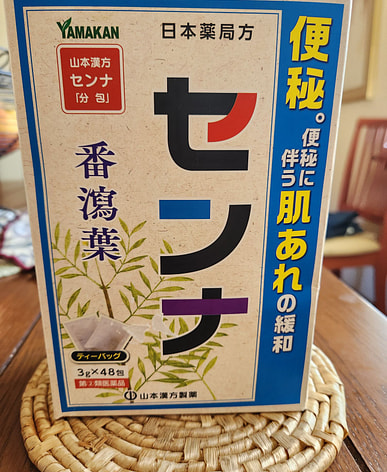 YAMAKAN
日本薬局方
山本漢方
センナ
「分包」
センナ
番瀉葉
便秘。
便秘に
伴う
肌あれの緩和
ティーバッグ
3g×48包
第②類医薬品
山本漢方製薬